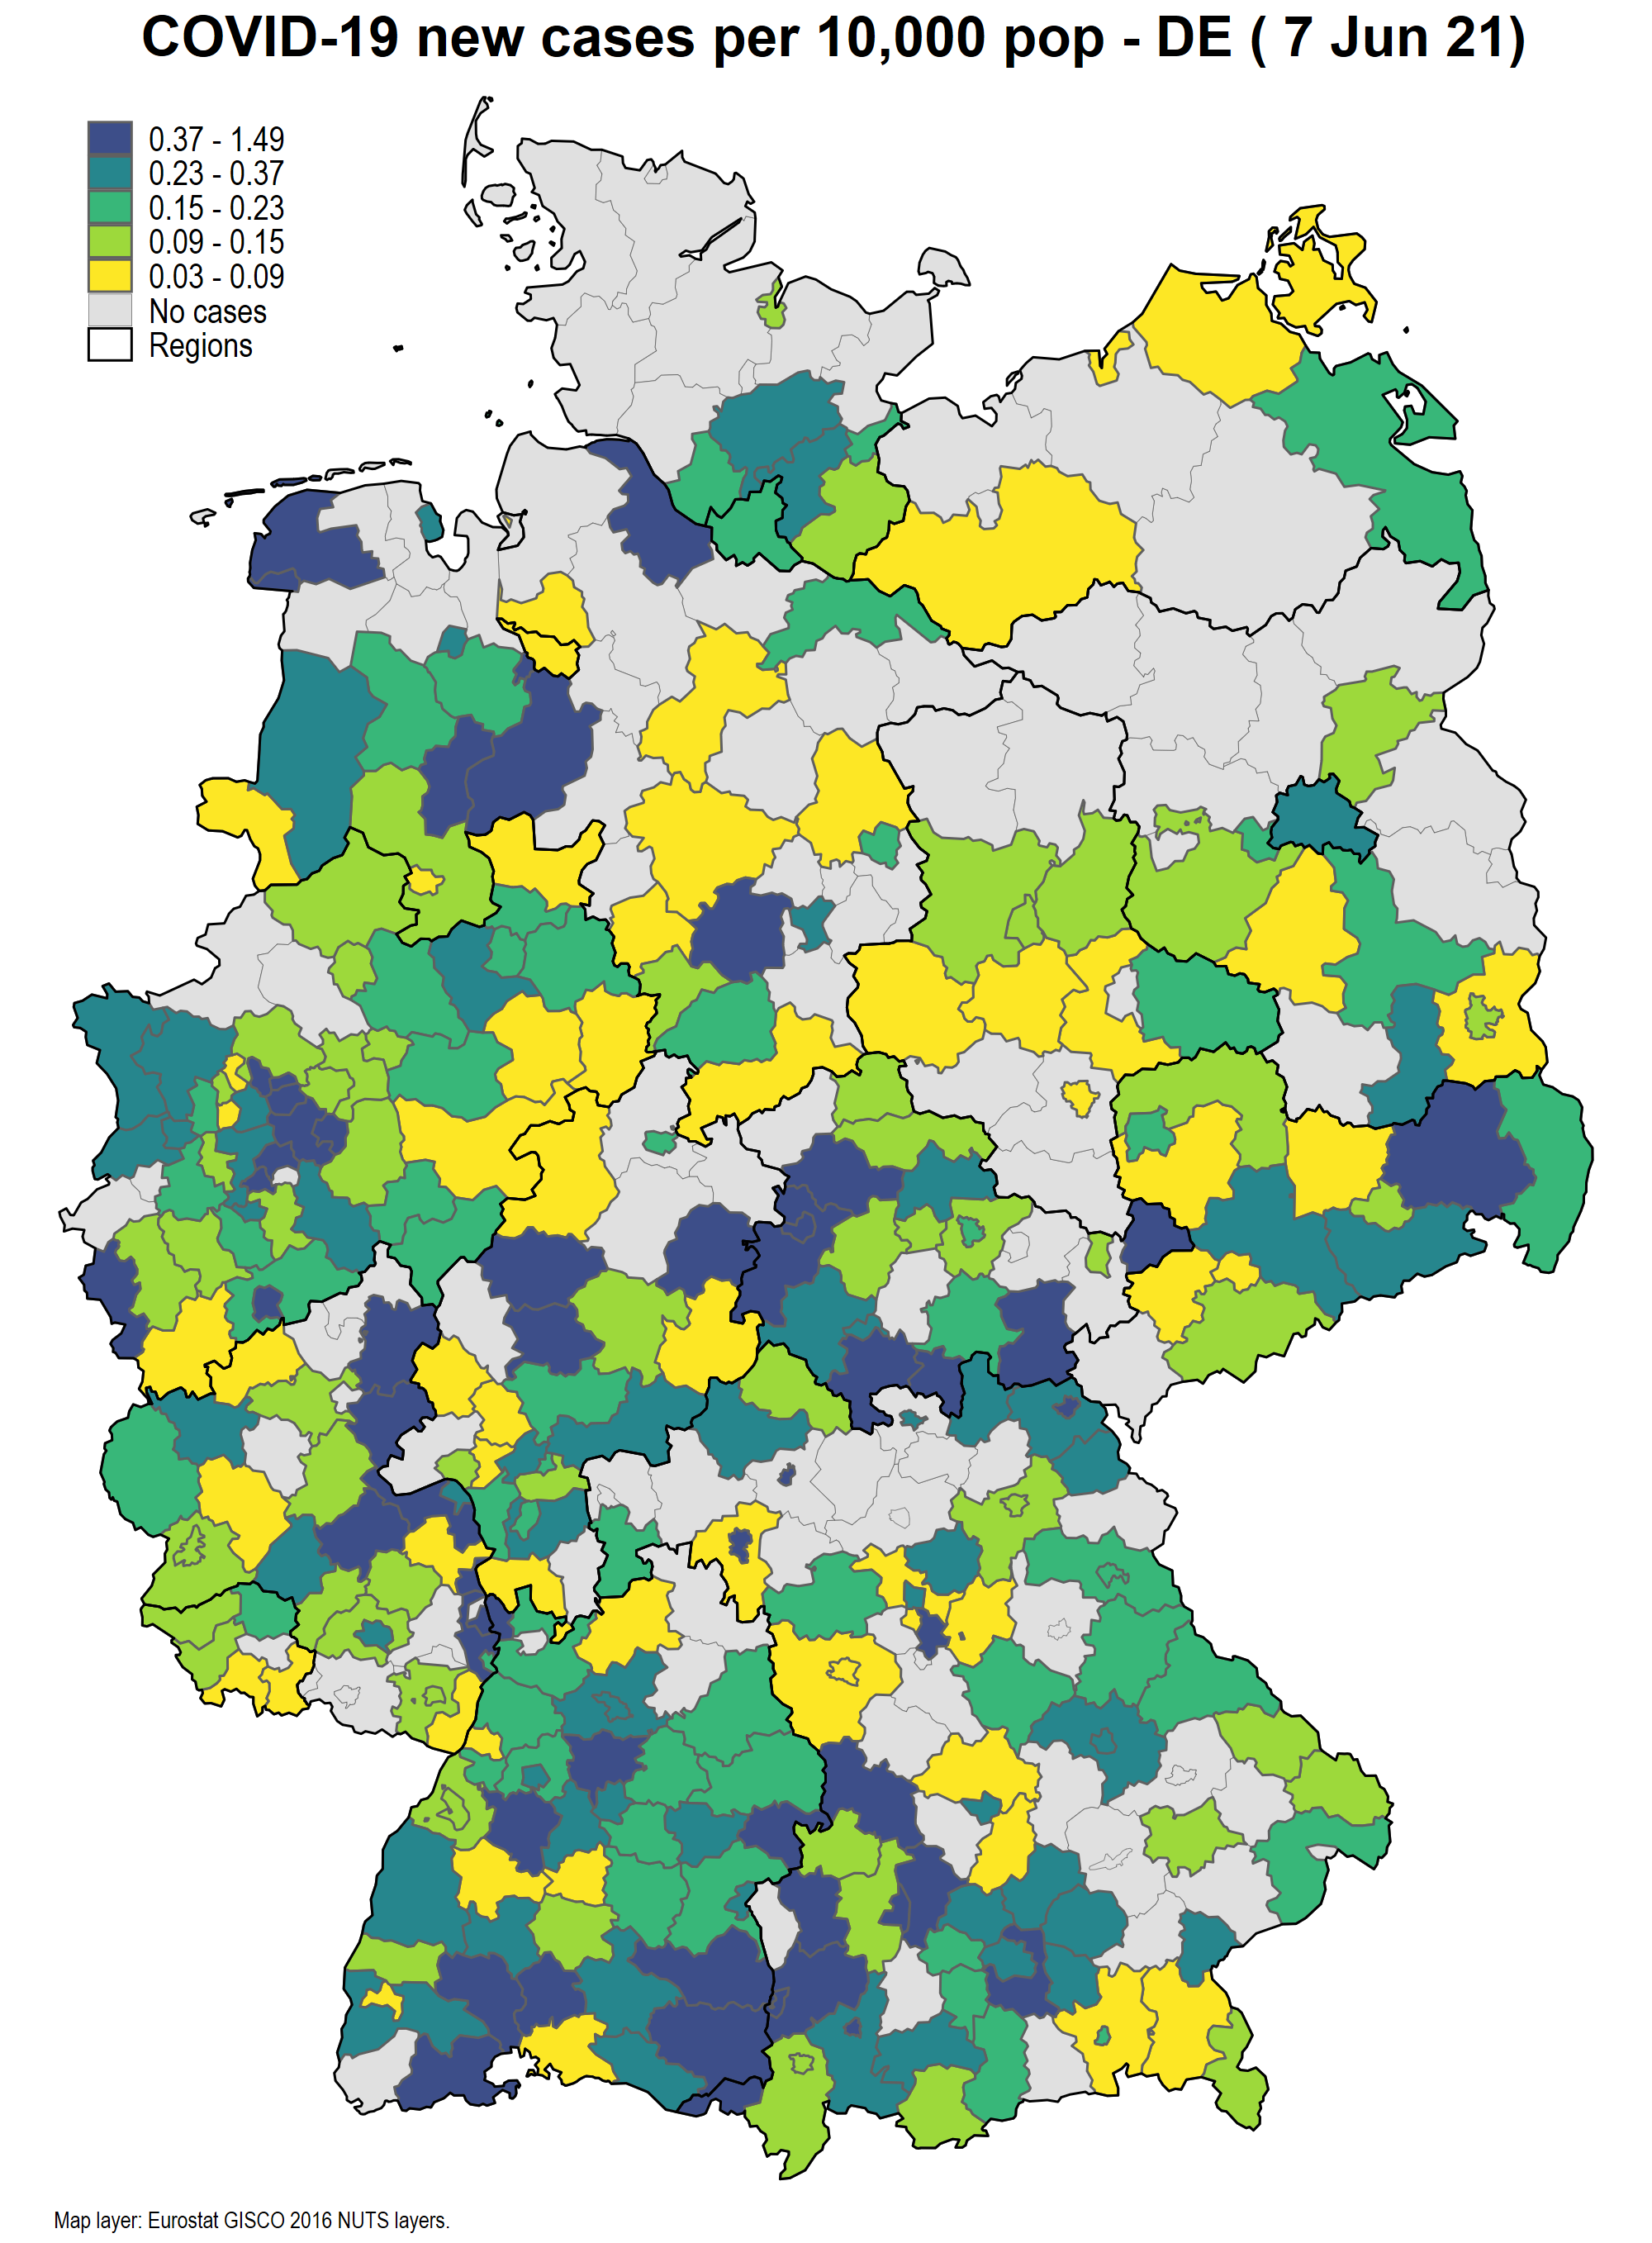 COVID-19 new cases per 10,000 pop - DE ( 7 Jun 21)
0.37 - 1.49
0.23 - 0.37
0.15 - 0.23
0.09 - 0.15
0.03 - 0.09
No cases
Regions
Map layer: Eurostat GISCO 2016 NUTS layers.